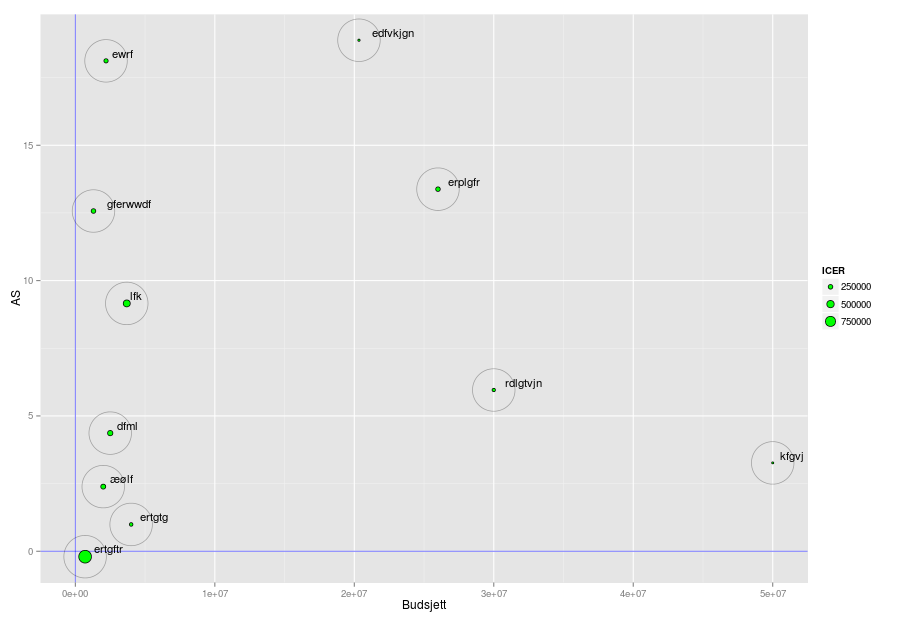 edfvkjgn
ewrf
15
erplgfr
gferwwdf
ICER
250000
10
AS
lfk
500000
750000
rdlgtvjn
5
dfml
kfgvj
æølf
ertgtg
ertgftr
0
0e+00 1e+07 2e+07 3e+07 4e+07 5e+07
Budsjett